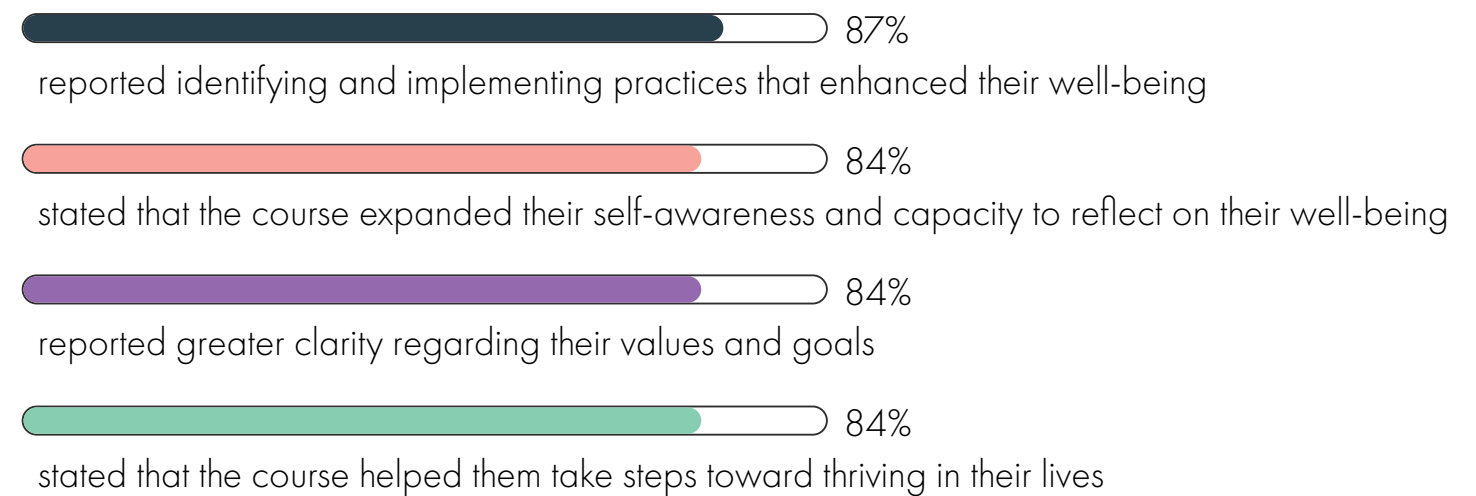 87%
reported identifying and implementing practices that enhanced their well-being
84%
stated that the course expanded their self-awareness and capacity to reflect on their well-being
84%
reported greater clarity regarding their values and goals
84%
stated that the course helped them take steps toward thriving in their lives